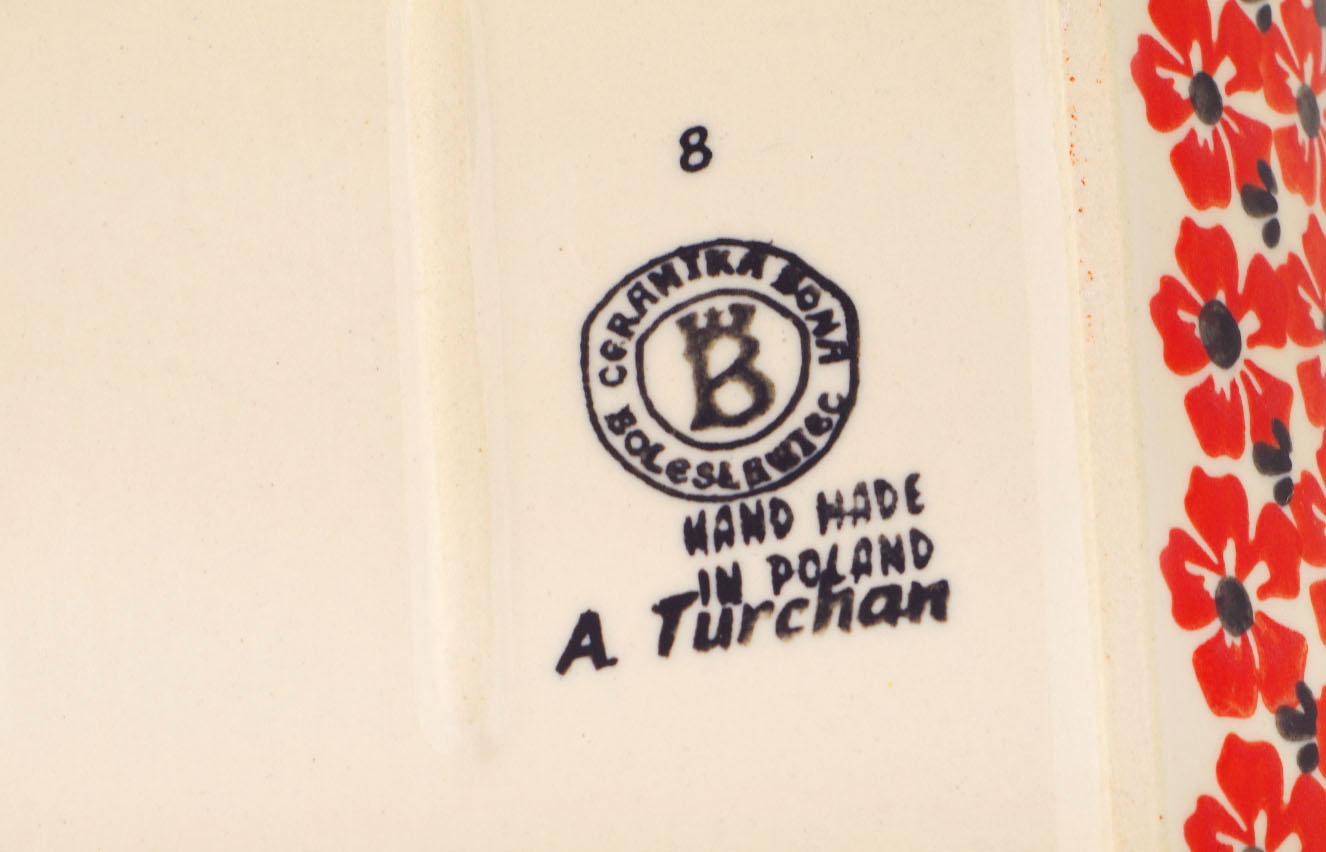 8
CERAMIKA BONA
B
BOLESŁAWIEC
HAND MADE
IN POLAND
A. Turchan